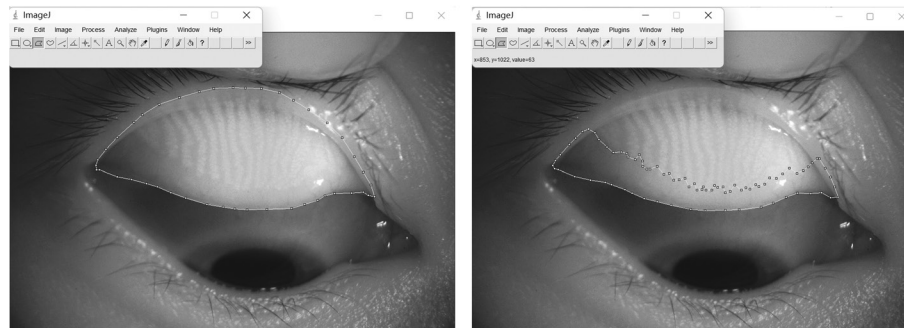 ImageJ
File Edit Image Process Analyze Plugins Window Help
A ? >>
ImageJ
File Edit Image Process Analyze Plugins Window Help
A ? >>
x=853, y=1022, value=63